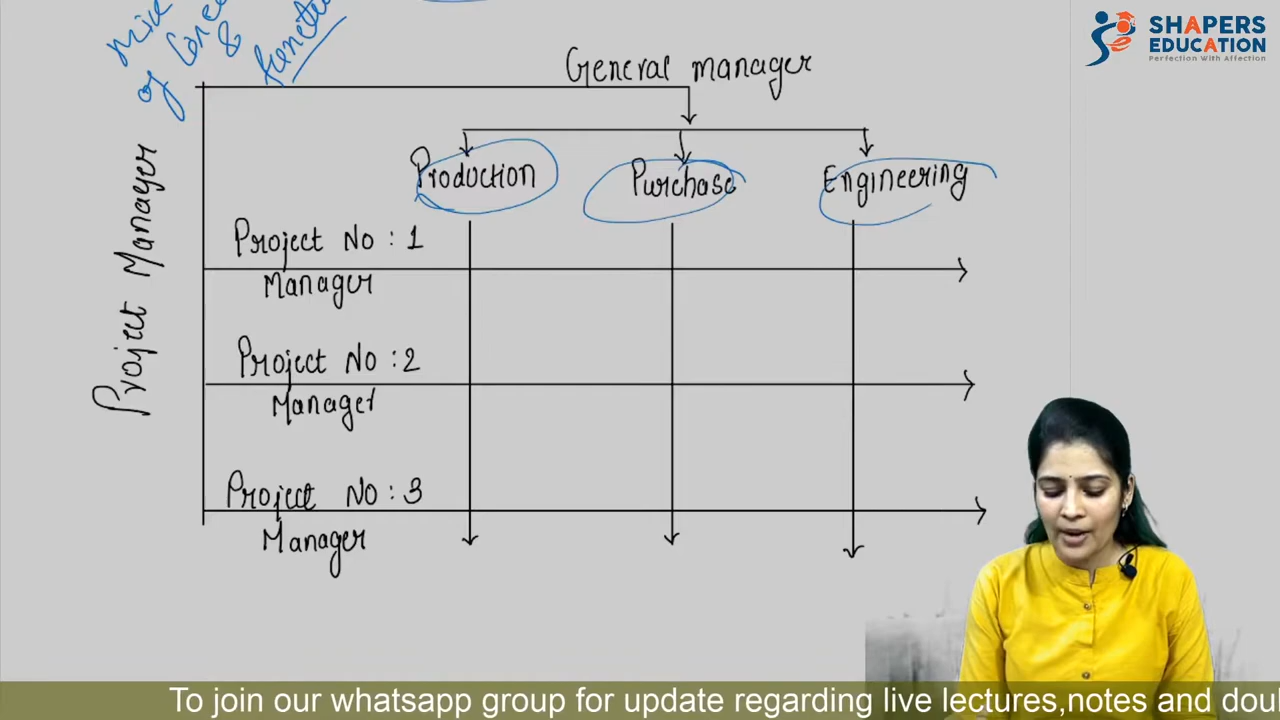 mix
of
&
General manager
SHAPERS
EDUCATION
Perfection With Affection
Project Manager
Production
Purchase
Engineering
Project No : 1
Manager
Project No : 2
Manager
Project No : 3
Manager
To join our whatsapp group for update regarding live lectures,notes and